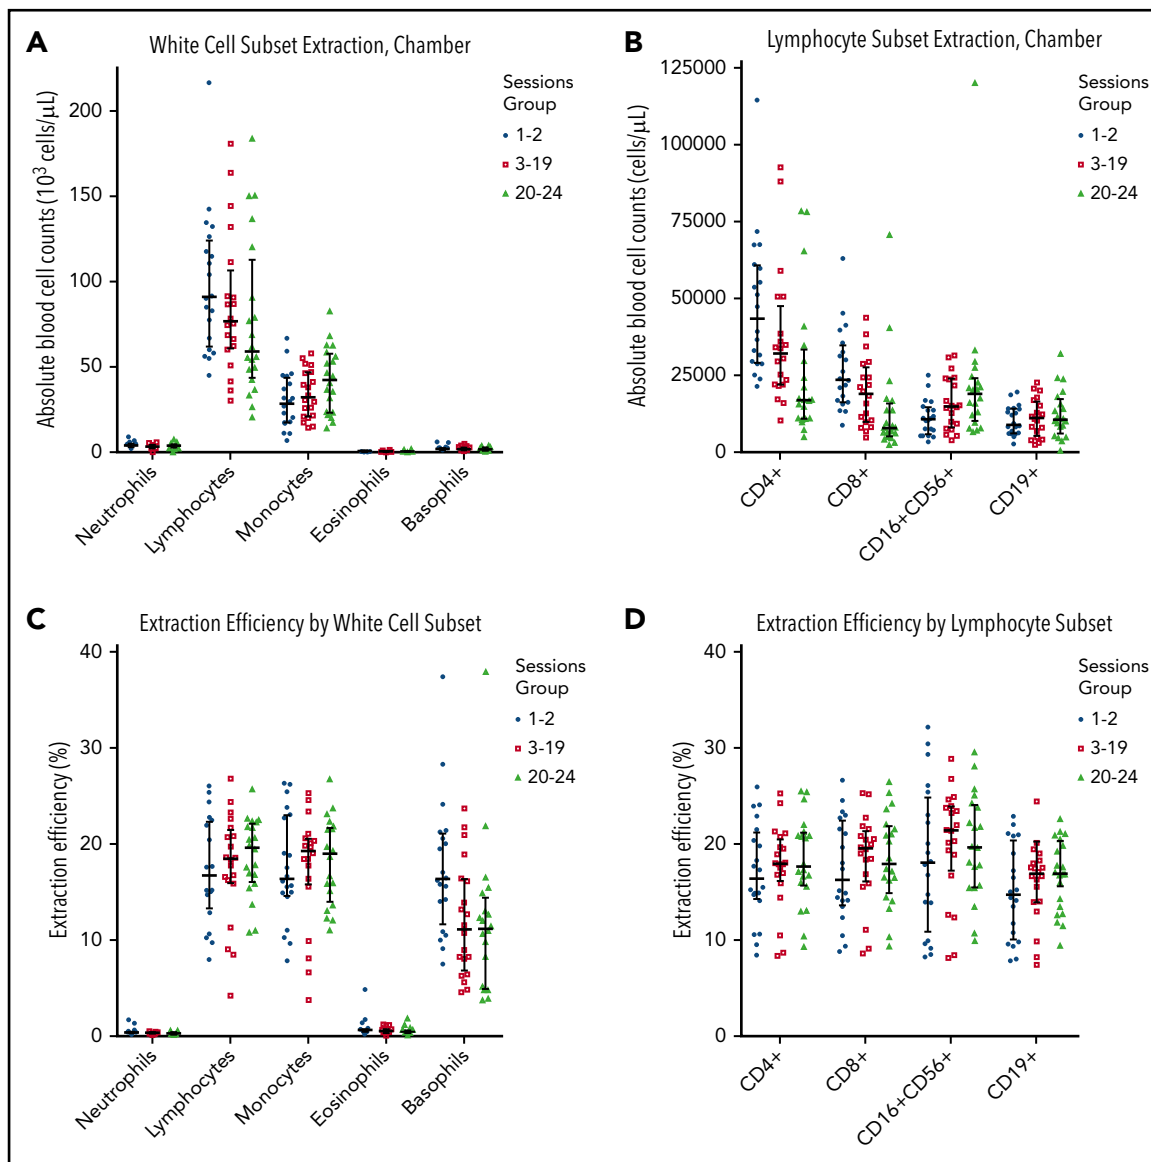 A
White Cell Subset Extraction, Chamber
Absolute blood cell counts (10³ cells/μL)
200
150
100
50
0
Neutrophils
Lymphocytes
Monocytes
Eosinophils
Basophils
Sessions
Group
1-2
3-19
20-24
B
Lymphocyte Subset Extraction, Chamber
Absolute blood cell counts (cells/μL)
125000
100000
75000
50000
25000
0
CD4+
CD8+
CD16+CD56+
CD19+
Sessions
Group
1-2
3-19
20-24
C
Extraction Efficiency by White Cell Subset
Extraction efficiency (%)
40
30
20
10
0
Neutrophils
Lymphocytes
Monocytes
Eosinophils
Basophils
Sessions
Group
1-2
3-19
20-24
D
Extraction Efficiency by Lymphocyte Subset
Extraction efficiency (%)
40
30
20
10
0
CD4+
CD8+
CD16+CD56+
CD19+
Sessions
Group
1-2
3-19
20-24